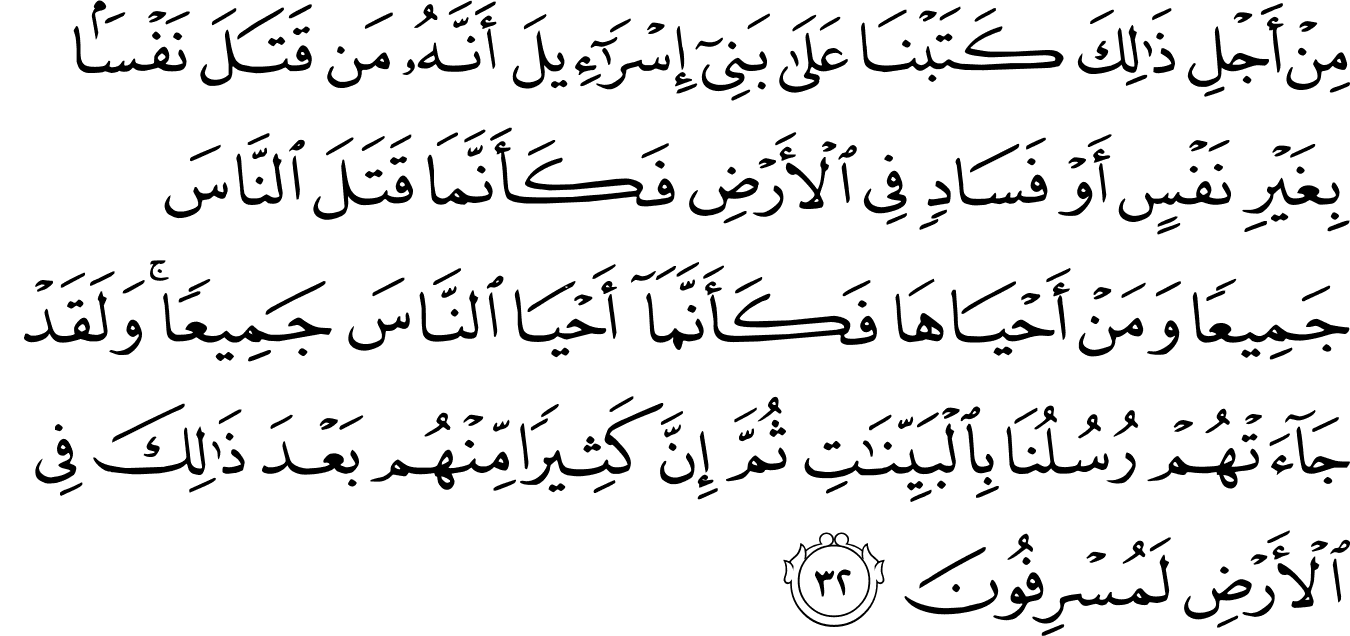 مِنْ أَجْلِ ذَٰلِكَ كَتَبْنَا عَلَىٰ بَنِىٓ إِسْرَٰٓءِيلَ أَنَّهُۥ مَن قَتَلَ نَفْسًۢا
بِغَيْرِ نَفْسٍ أَوْ فَسَادٍ فِى ٱلْأَرْضِ فَكَأَنَّمَا قَتَلَ ٱلنَّاسَ
جَمِيعًا وَمَنْ أَحْيَاهَا فَكَأَنَّمَآ أَحْيَا ٱلنَّاسَ جَمِيعًا ۚ وَلَقَدْ
جَآءَتْهُمْ رُسُلُنَا بِٱلْبَيِّنَٰتِ ثُمَّ إِنَّ كَثِيرًا مِّنْهُم بَعْدَ ذَٰلِكَ فِى
ٱلْأَرْضِ لَمُسْرِفُونَ ٣٢